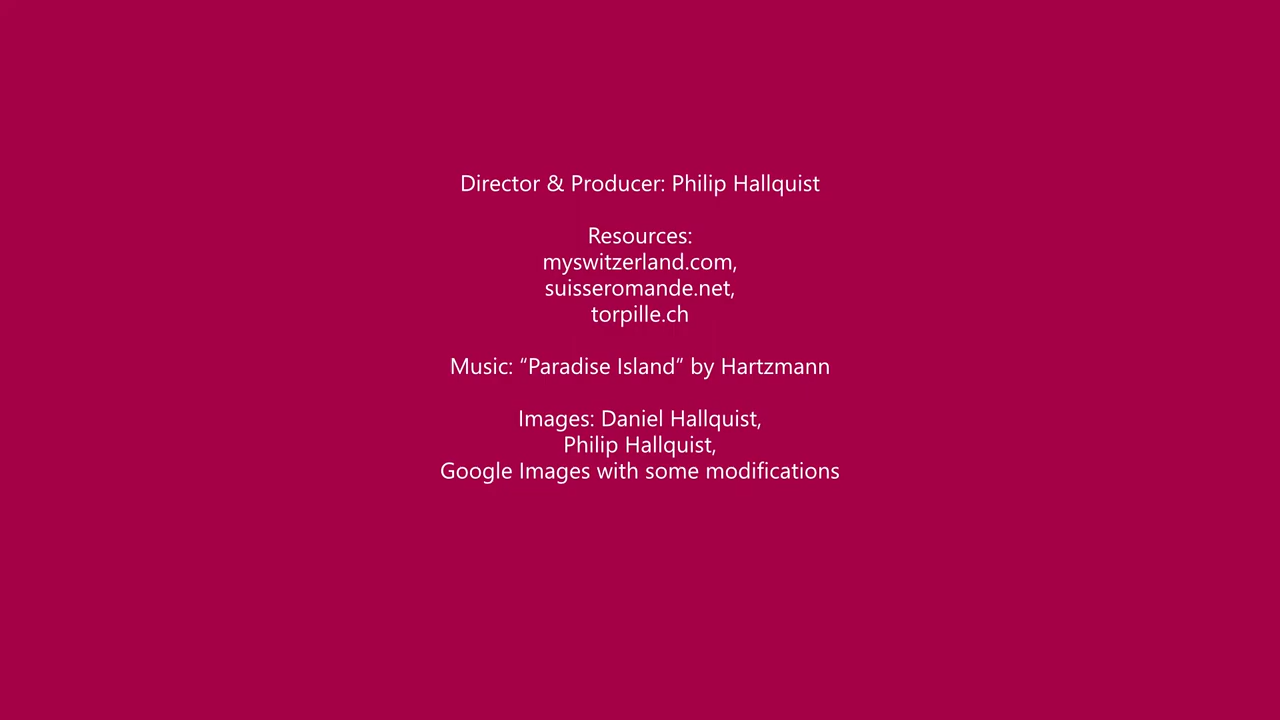 Director & Producer: Philip Hallquist
Resources:
myswitzerland.com,
suisseromande.net,
torpille.ch
Music: “Paradise Island” by Hartzmann
Images: Daniel Hallquist,
Philip Hallquist,
Google Images with some modifications